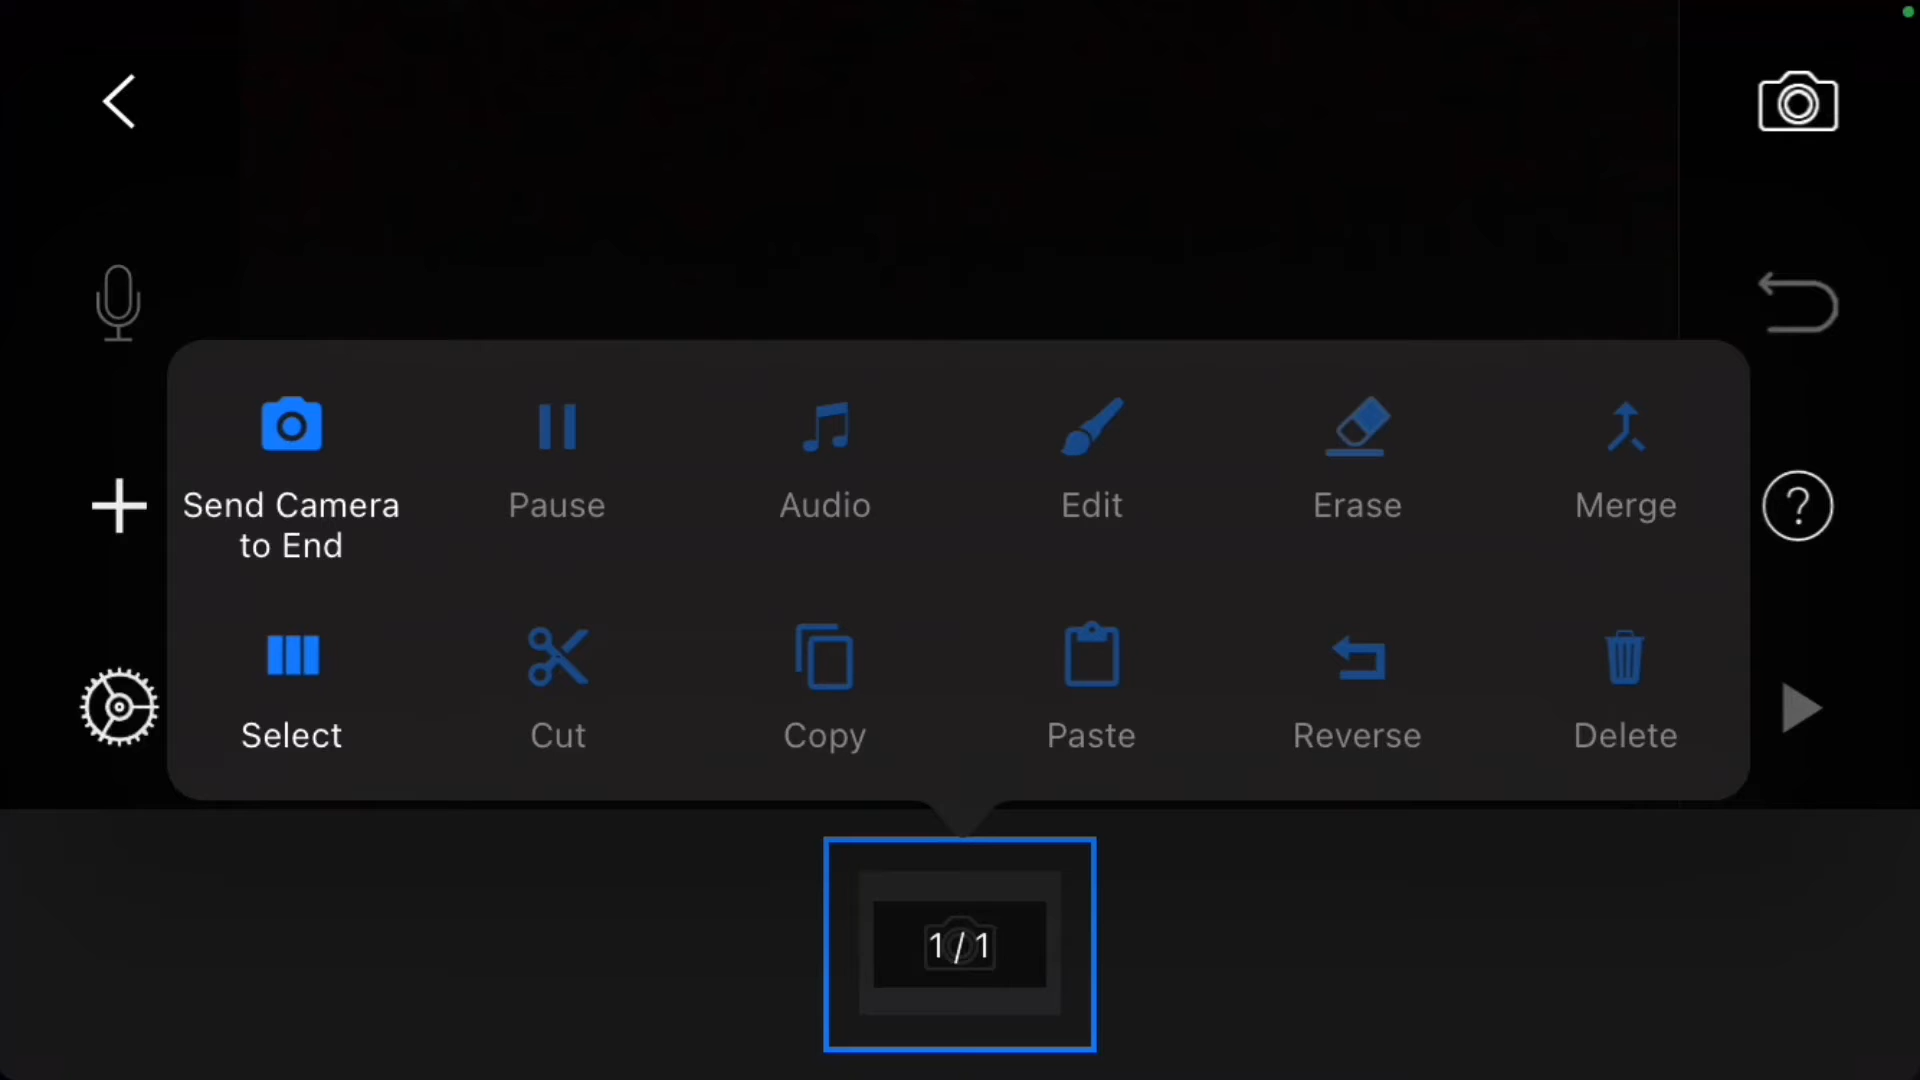 Send Camera
to End
Pause
Audio
Edit
Erase
Merge
?
Select
Cut
Copy
Paste
Reverse
Delete
1/1